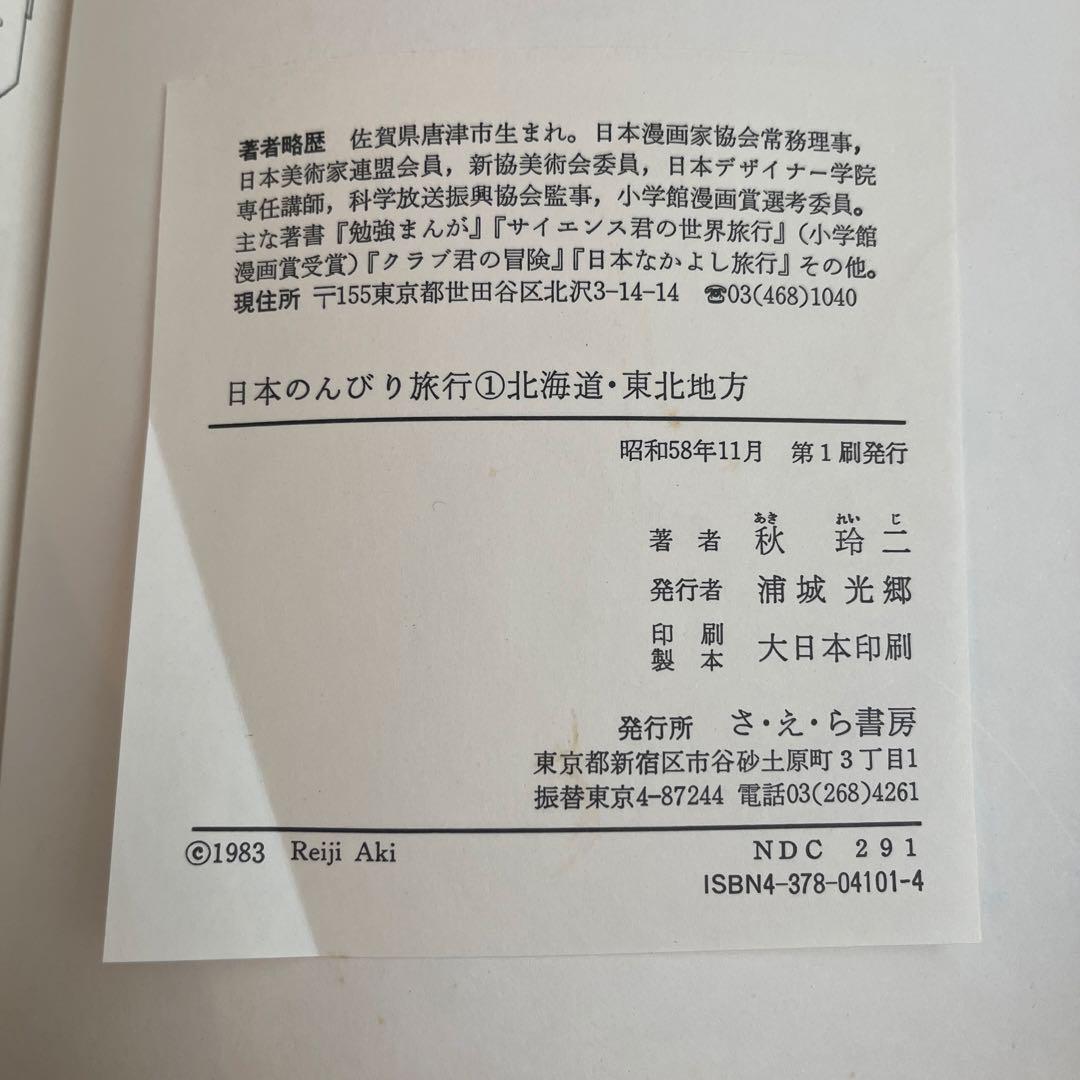 著者略歴　佐賀県唐津市生まれ。日本漫画家協会常務理事，
日本美術家連盟会員，新協美術会委員，日本デザイナー学院
専任講師，科学放送振興協会監事，小学館漫画賞選考委員。
主な著書『勉強まんが』『サイエンス君の世界旅行』（小学館
漫画賞受賞）『クラブ君の冒険』『日本なかよし旅行』その他。
現住所　〒155東京都世田谷区北沢3-14-14　☎03(468)1040
日本のんびり旅行①北海道・東北地方
昭和58年11月　第1刷発行
あき　れい　じ
著者　秋　玲二
発行者　浦城光郷
印刷
製本　大日本印刷
発行所　さ・え・ら書房
東京都新宿区市谷砂土原町3丁目1
振替東京4-87244　電話03(268)4261
©1983　Reiji Aki
NDC 291
ISBN4-378-04101-4